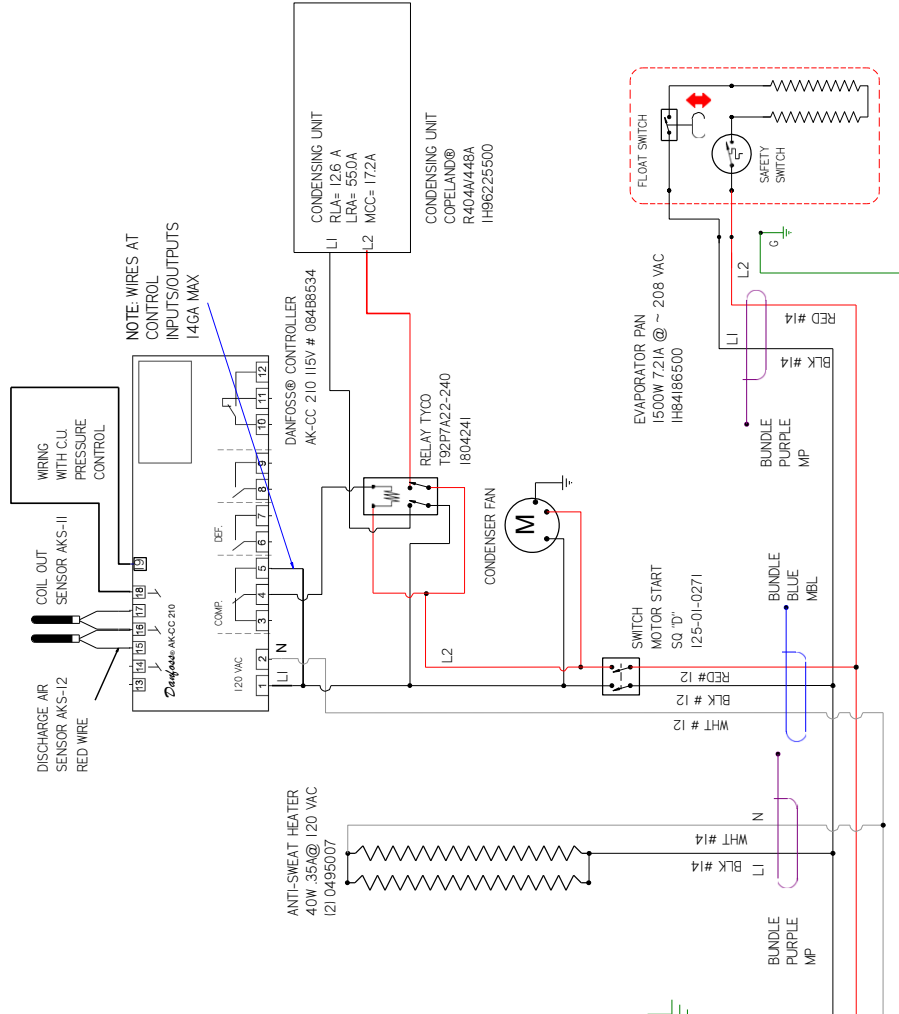 NOTE: WIRES AT
CONTROL
INPUTS/OUTPUTS
14GA MAX
WIRING
WITH C.U.
PRESSURE
CONTROL
COIL OUT
SENSOR AKS-11
DISCHARGE AIR
SENSOR AKS-12
RED WIRE
13
14
15
16
17
18
19
Danfoss® AK-CC 210
120 VAC
COMP.
DEF.
1
2
3
4
5
6
7
8
9
10
11
12
L1
N
DANFOSS® CONTROLLER
AK-CC 210 115V # 084B8534
CONDENSING UNIT
RLA= 12.6 A
LRA= 55.0A
MCC= 17.2A
L1
L2
CONDENSING UNIT
COPELAND®
R404A/448A
1H96225500
RELAY TYCO
T92P7A22-240
1804241
CONDENSER FAN
M
L2
SWITCH
MOTOR START
SQ "D"
125-01-0271
RED# 12
BLK # 12
WHT # 12
BUNDLE
BLUE
MBL
FLOAT SWITCH
SAFETY
SWITCH
G
EVAPORATOR PAN
1500W 7.21A @ ~ 208 VAC
1H84186500
L1
L2
RED #14
BLK #14
BUNDLE
PURPLE
MP
ANTI-SWEAT HEATER
40W .35A@ 120 VAC
121 0495007
N
WHT #14
BLK #14
L1
BUNDLE
PURPLE
MP